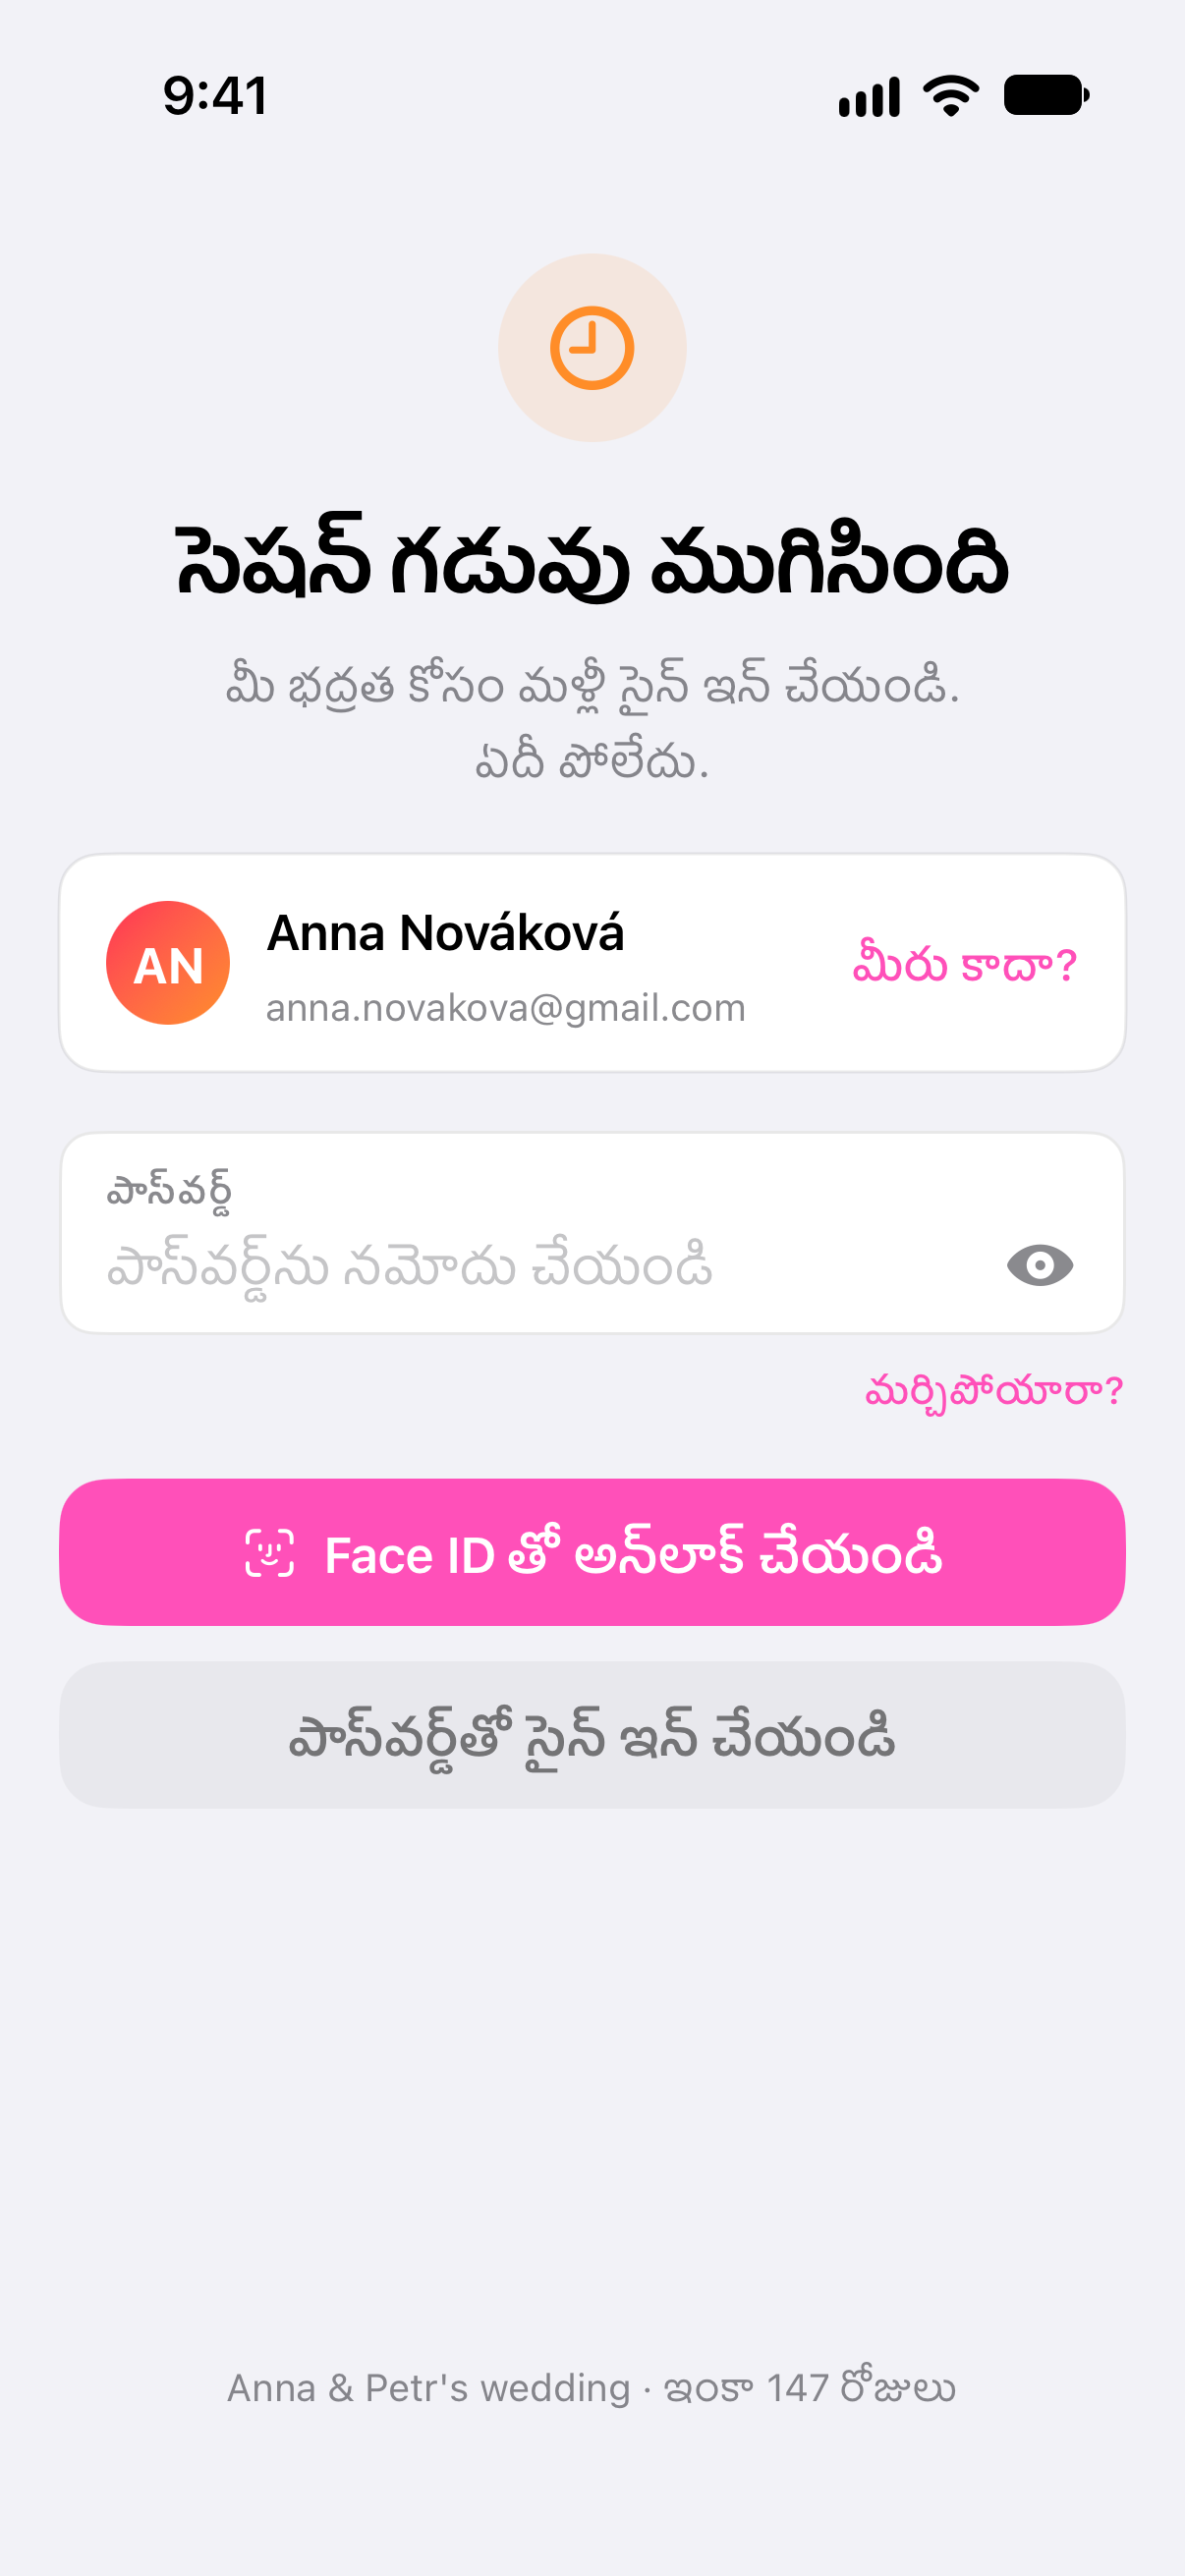 9:41
సెషన్ గడువు ముగిసింది
మీ భద్రత కోసం మళ్లీ సైన్ ఇన్ చేయండి.
ఏదీ పోలేదు.
AN
Anna Nováková
anna.novakova@gmail.com
మీరు కాదా?
పాస్‌వర్డ్
పాస్‌వర్డ్‌ను నమోదు చేయండి
మర్చిపోయారా?
Face ID తో అన్‌లాక్ చేయండి
పాస్‌వర్డ్‌తో సైన్ ఇన్ చేయండి
Anna & Petr's wedding · ఇంకా 147 రోజులు